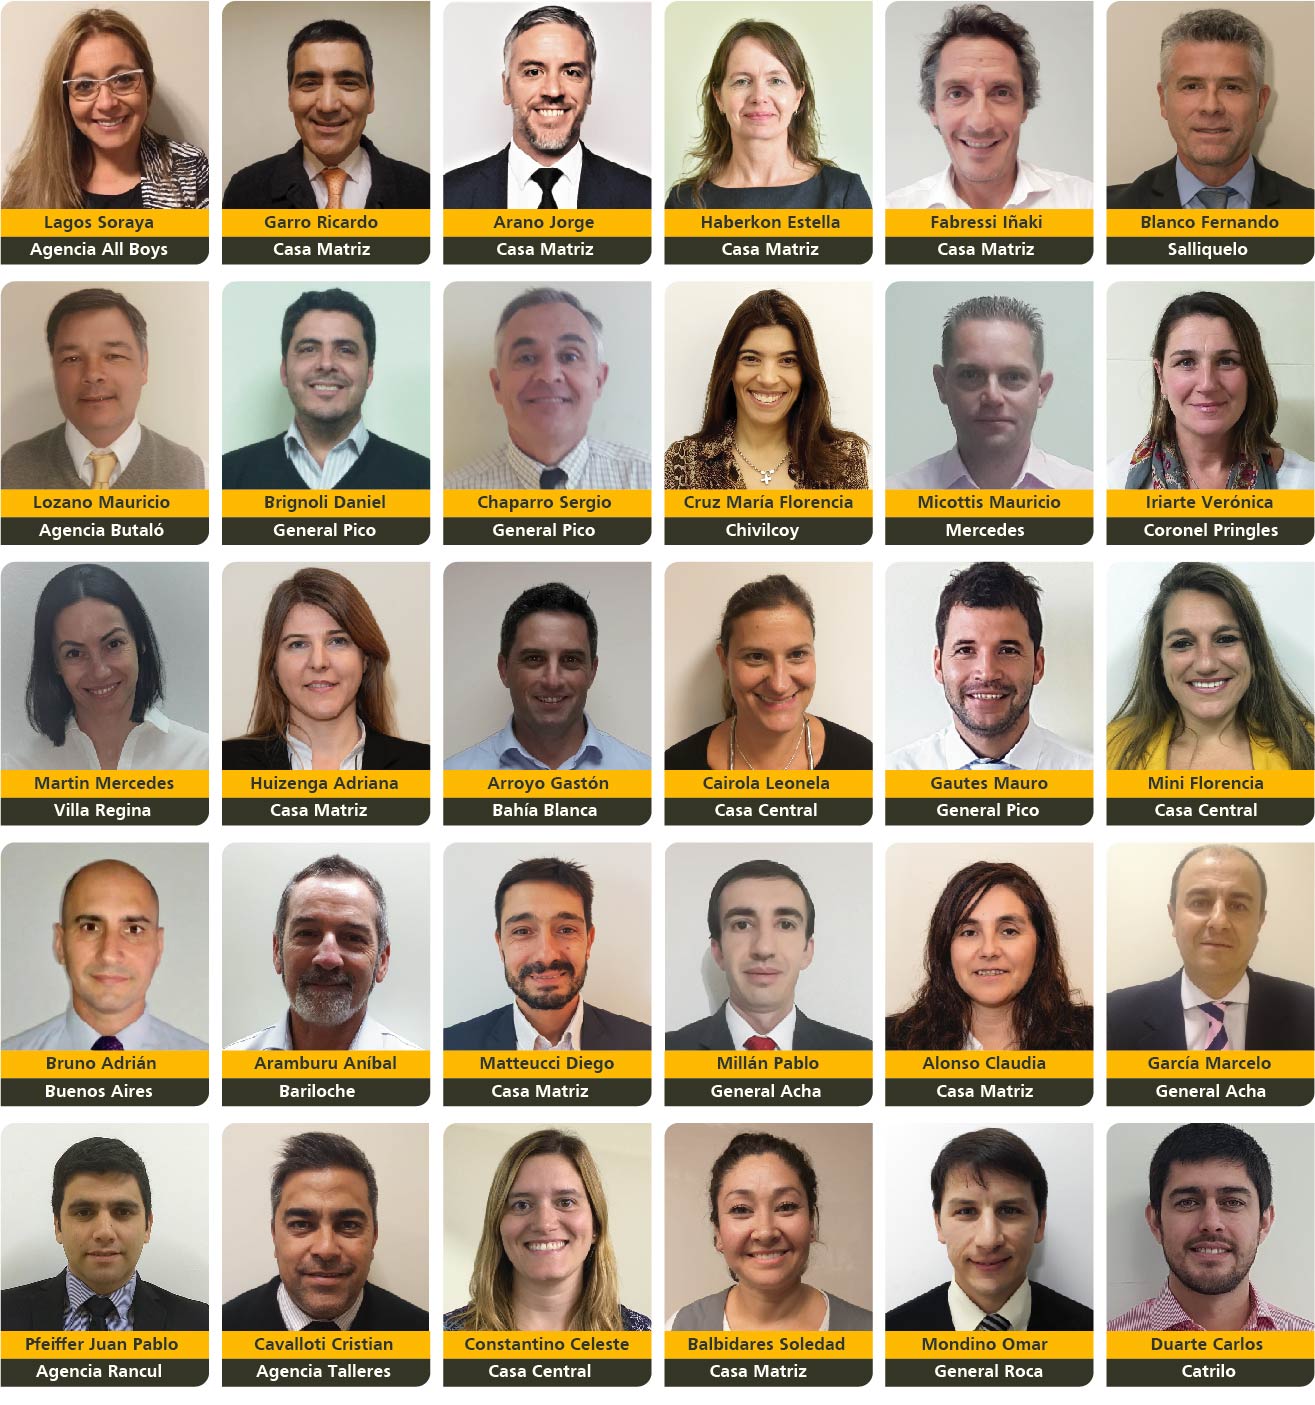 Lagos Soraya
Agencia All Boys
Garro Ricardo
Casa Matriz
Arano Jorge
Casa Matriz
Haberkon Estella
Casa Matriz
Fabressi Iñaki
Casa Matriz
Blanco Fernando
Salliquelo
Lozano Mauricio
Agencia Butaló
Brignoli Daniel
General Pico
Chaparro Sergio
General Pico
Cruz María Florencia
Chivilcoy
Micottis Mauricio
Mercedes
Iriarte Verónica
Coronel Pringles
Martin Mercedes
Villa Regina
Huizenga Adriana
Casa Matriz
Arroyo Gastón
Bahía Blanca
Cairola Leonela
Casa Central
Gautes Mauro
General Pico
Mini Florencia
Casa Central
Bruno Adrián
Buenos Aires
Aramburu Aníbal
Bariloche
Matteucci Diego
Casa Matriz
Millán Pablo
General Acha
Alonso Claudia
Casa Matriz
García Marcelo
General Acha
Pfeiffer Juan Pablo
Agencia Rancul
Cavalloti Cristian
Agencia Talleres
Constantino Celeste
Casa Central
Balbidares Soledad
Casa Matriz
Mondino Omar
General Roca
Duarte Carlos
Catrilo